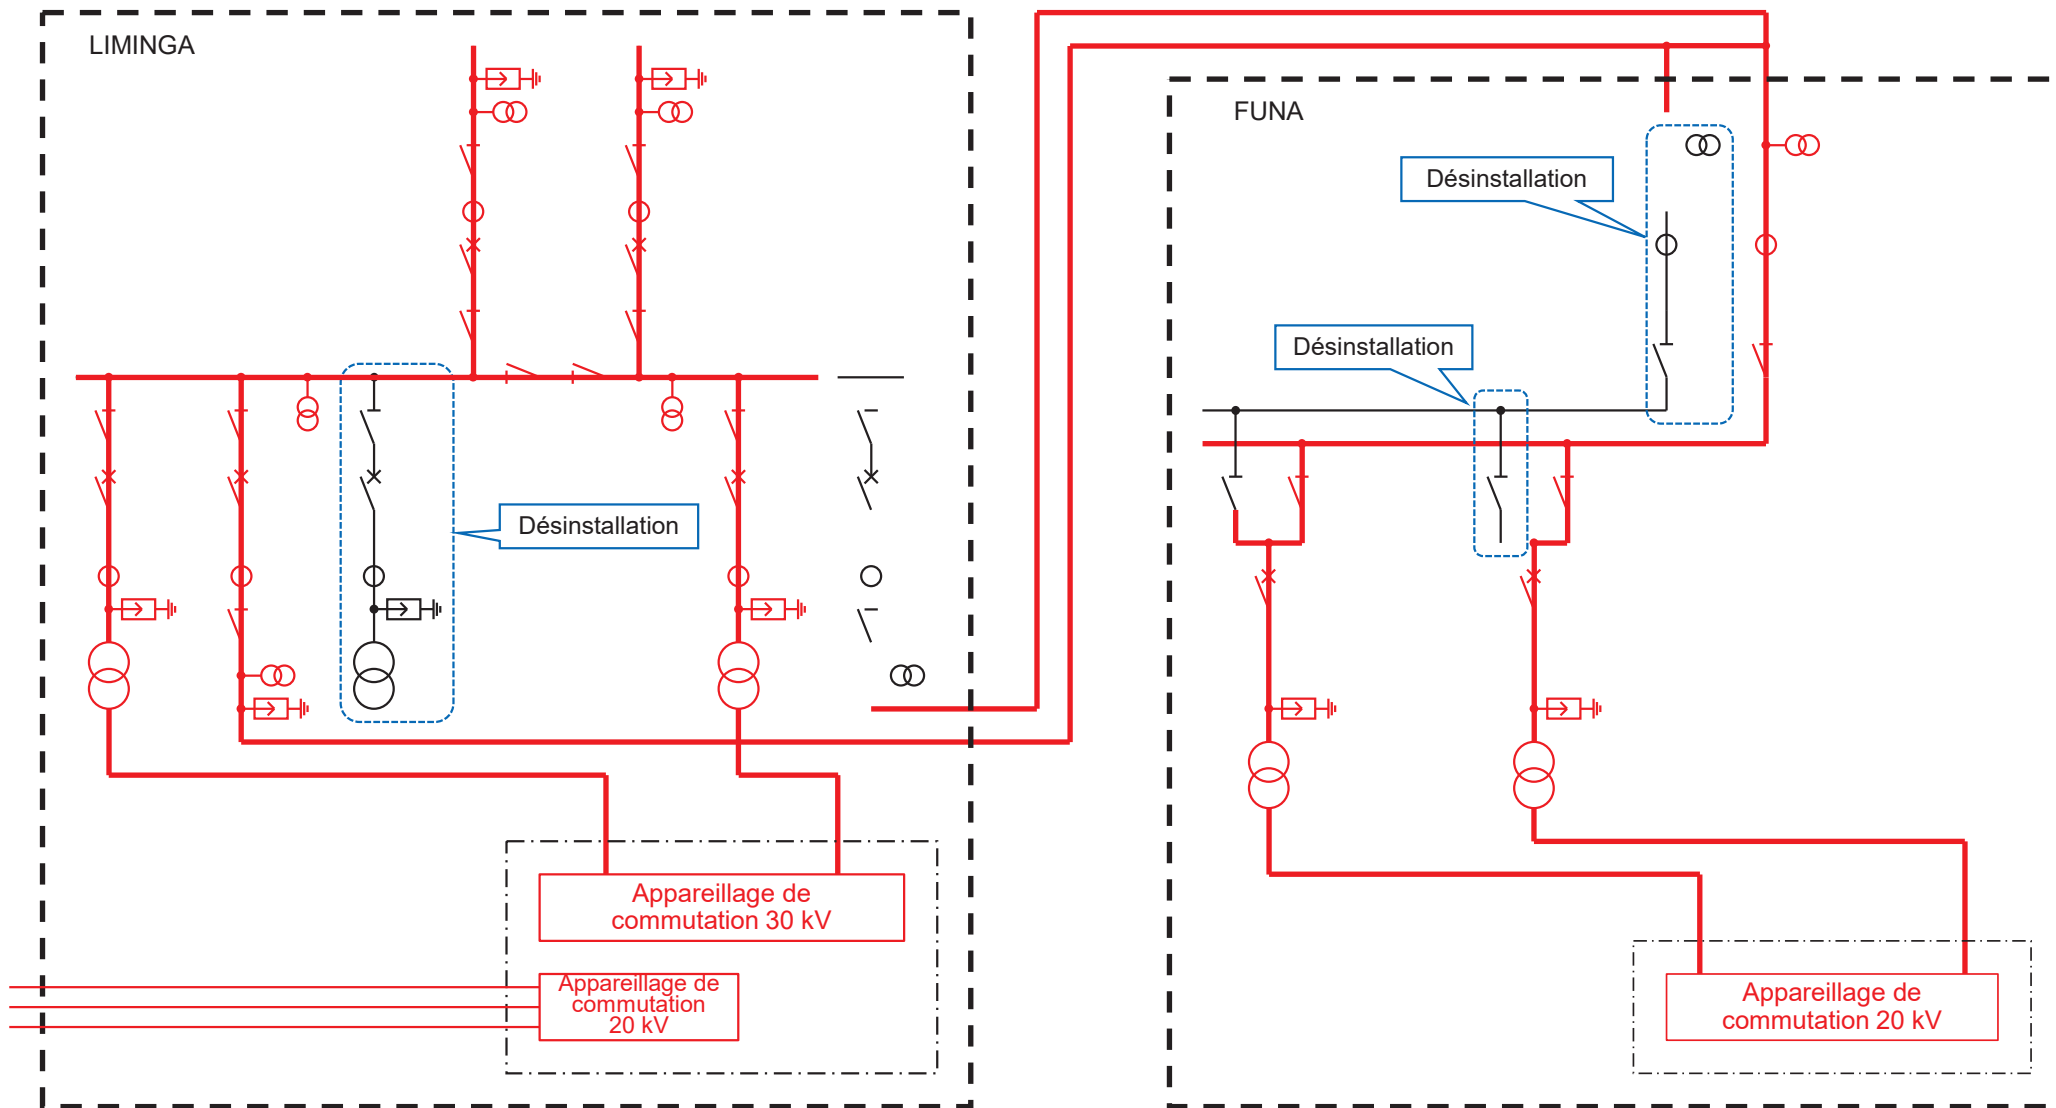 LIMINGA
FUNA
Désinstallation
Désinstallation
Désinstallation
Appareillage de
commutation 30 kV
Appareillage de
commutation
20 kV
Appareillage de
commutation 20 kV